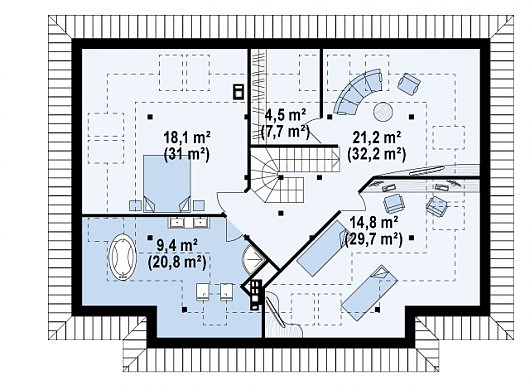 4,5 m²
(7,7 m²)
18,1 m²
(31 m²)
21,2 m²
(32,2 m²)
14,8 m²
(29,7 m²)
9,4 m²
(20,8 m²)